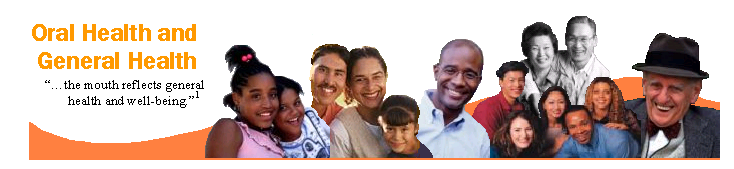 Oral Health and
General Health
“…the mouth reflects general
health and well-being.”1